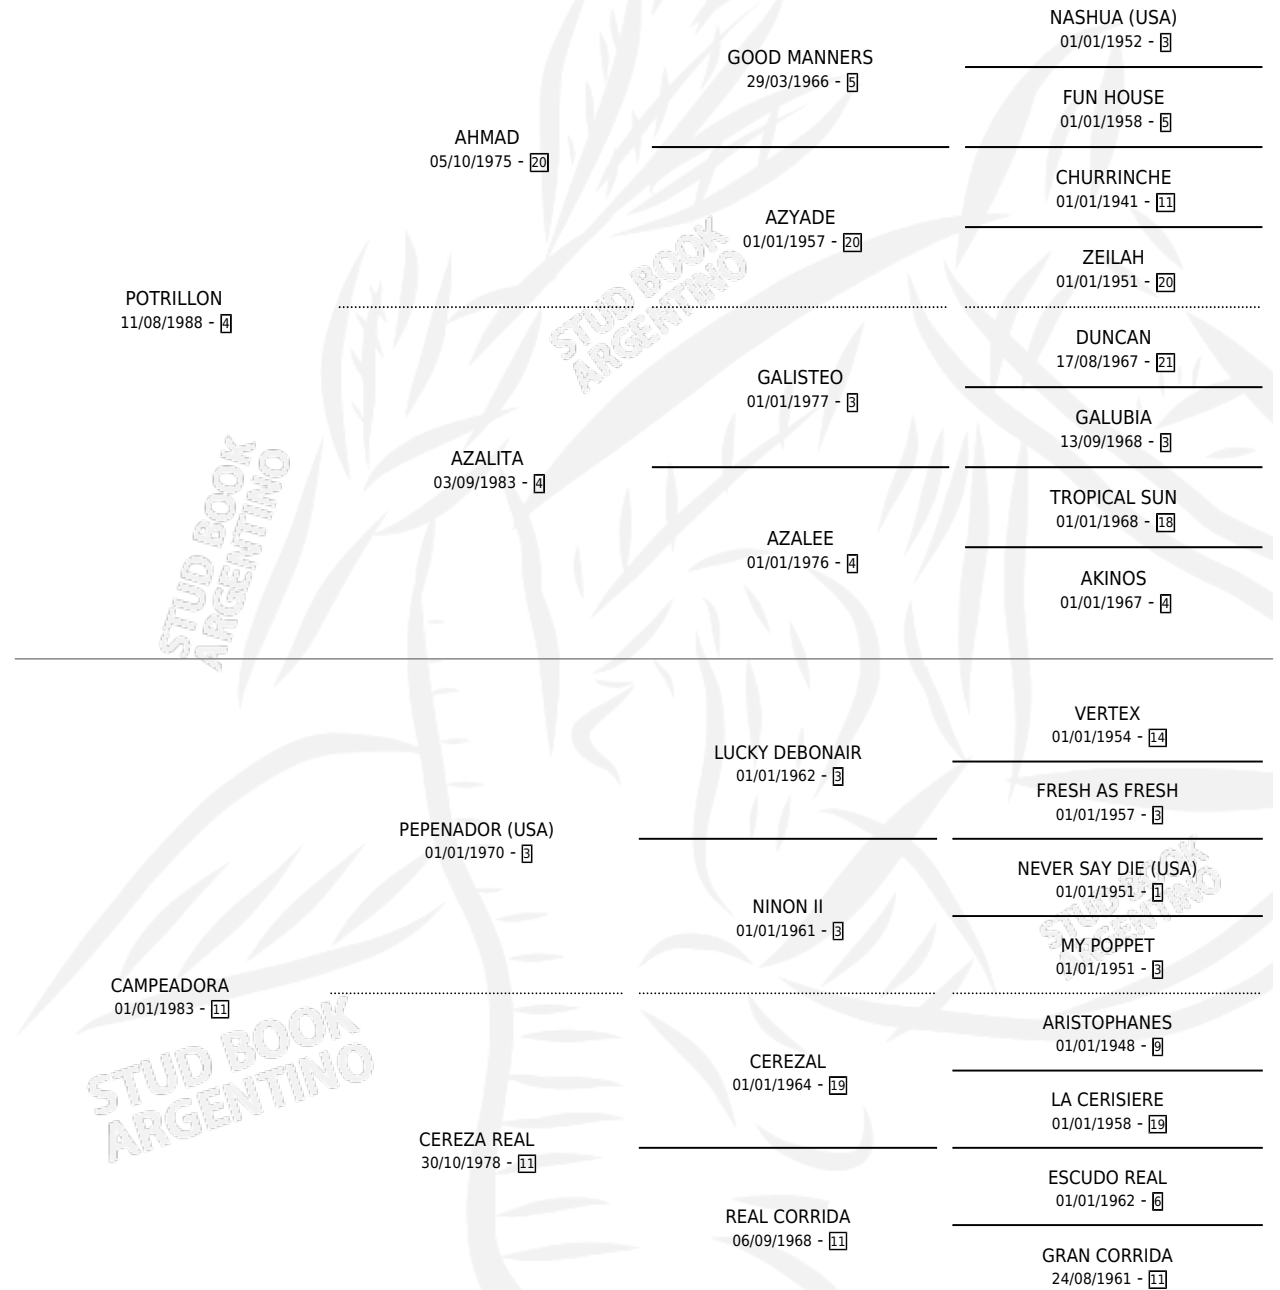 NASHUA (USA)
01/01/1952 - 3
GOOD MANNERS
29/03/1966 - 5
FUN HOUSE
01/01/1958 - 5
AHMAD
05/10/1975 - 20
CHURRINCHE
01/01/1941 - 11
AZYADE
01/01/1957 - 20
ZEILAH
01/01/1951 - 20
POTRILLON
11/08/1988 - 4
DUNCAN
17/08/1967 - 21
GALISTEO
01/01/1977 - 3
GALUBIA
13/09/1968 - 3
AZALITA
03/09/1983 - 4
TROPICAL SUN
01/01/1968 - 18
AZALEE
01/01/1976 - 4
AKINOS
01/01/1967 - 4
STUD BOOK
ARGENTINO
STUD BOOK
ARGENTINO
VERTEX
01/01/1954 - 14
LUCKY DEBONAIR
01/01/1962 - 3
FRESH AS FRESH
01/01/1957 - 3
PEPENADOR (USA)
01/01/1970 - 3
NEVER SAY DIE (USA)
01/01/1951 - 1
NINON II
01/01/1961 - 3
MY POPPET
01/01/1951 - 3
STUD BOOK
ARGENTINO
CAMPEADORA
01/01/1983 - 11
ARISTOPHANES
01/01/1948 - 9
CEREZAL
01/01/1964 - 19
LA CERISIERE
01/01/1958 - 19
STUD BOOK
ARGENTINO
CEREZA REAL
30/10/1978 - 11
ESCUDO REAL
01/01/1962 - 6
REAL CORRIDA
06/09/1968 - 11
GRAN CORRIDA
24/08/1961 - 11